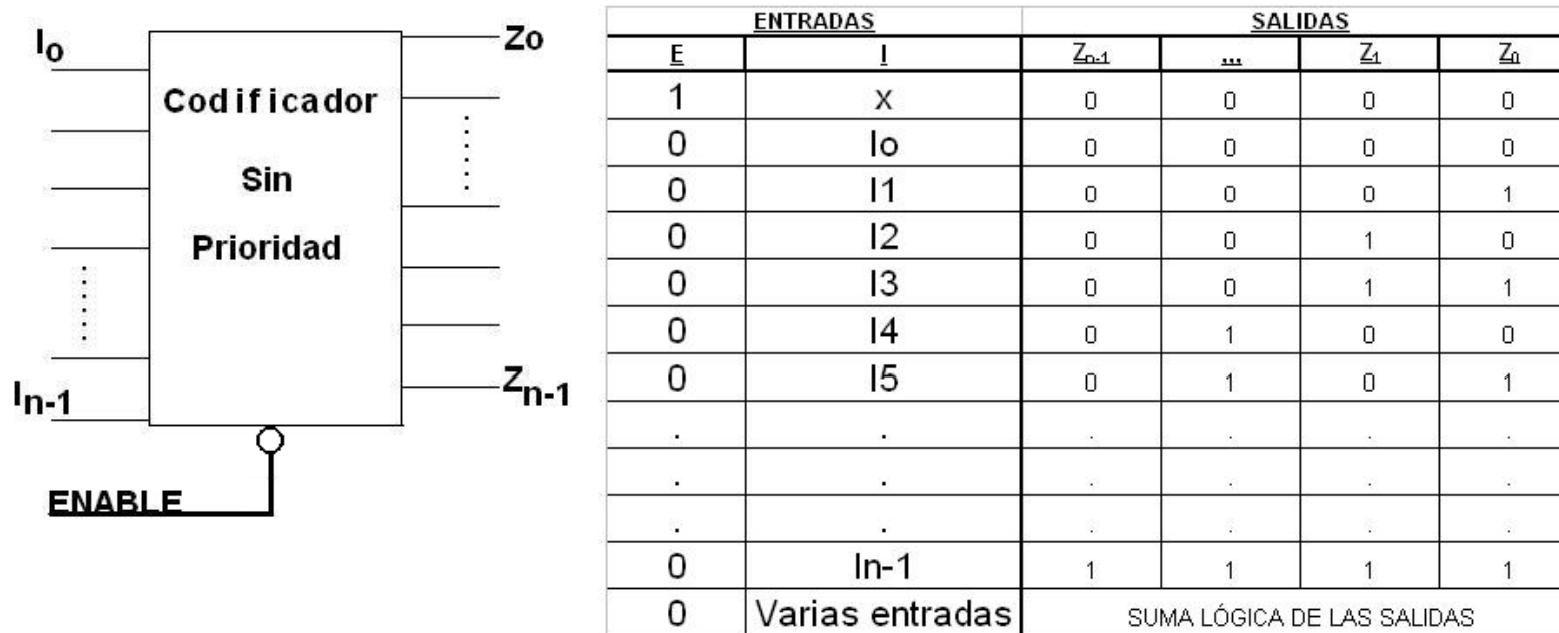 Io
Codificador
Sin
Prioridad
Zo
In-1
Zn-1
ENABLE
ENTRADAS SALIDAS
E I Zn-1 ... Z1 Z0
1 x 0 0 0 0
0 Io 0 0 0 0
0 I1 0 0 0 1
0 I2 0 0 1 0
0 I3 0 0 1 1
0 I4 0 1 0 0
0 I5 0 1 0 1
. . . . . .
. . . . . .
. . . . . .
0 In-1 1 1 1 1
0 Varias entradas SUMA LÓGICA DE LAS SALIDAS